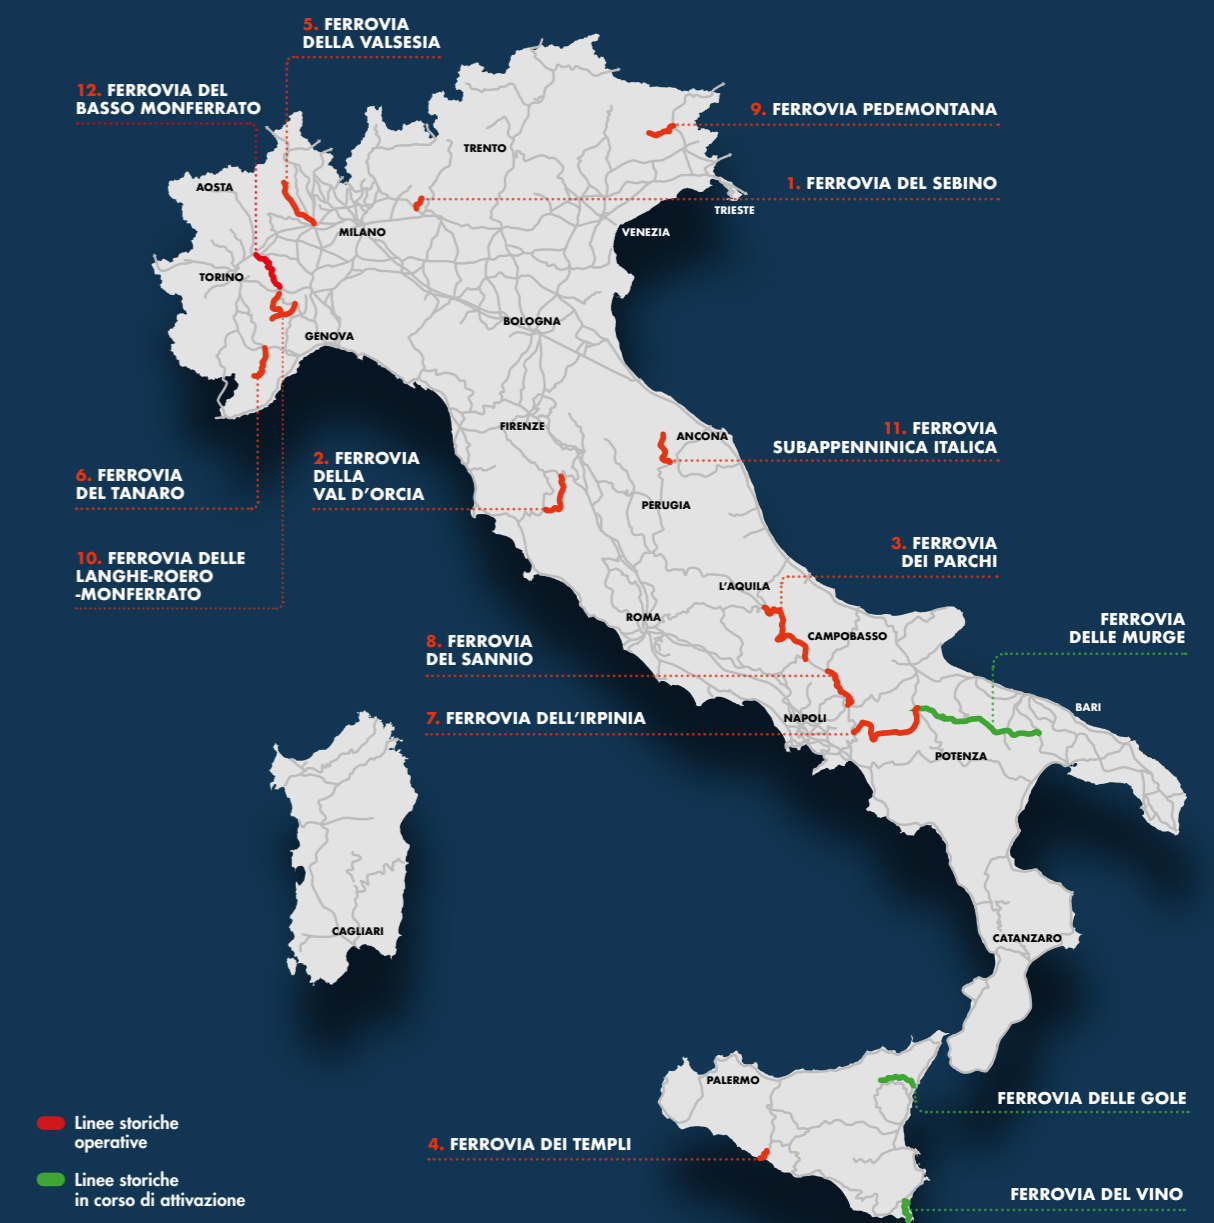 5. FERROVIA
DELLA VALSESIA
12. FERROVIA DEL
BASSO MONFERRATO
9. FERROVIA PEDEMONTANA
TRENTO
AOSTA
1. FERROVIA DEL SEBINO
TRIESTE
MILANO
VENEZIA
TORINO
BOLOGNA
GENOVA
FIRENZE
ANCONA
11. FERROVIA
SUBAPPENNINICA ITALICA
2. FERROVIA
DELLA
VAL D'ORCIA
6. FERROVIA
DEL TANARO
PERUGIA
10. FERROVIA DELLE
LANGHE-ROERO
-MONFERRATO
3. FERROVIA
DEI PARCHI
L'AQUILA
ROMA
CAMPOBASSO
FERROVIA
DELLE MURGE
8. FERROVIA
DEL SANNIO
7. FERROVIA DELL'IRPINIA
NAPOLI
BARI
POTENZA
CAGLIARI
CATANZARO
PALERMO
FERROVIA DELLE GOLE
4. FERROVIA DEI TEMPLI
FERROVIA DEL VINO
Linee storiche
operative
Linee storiche
in corso di attivazione